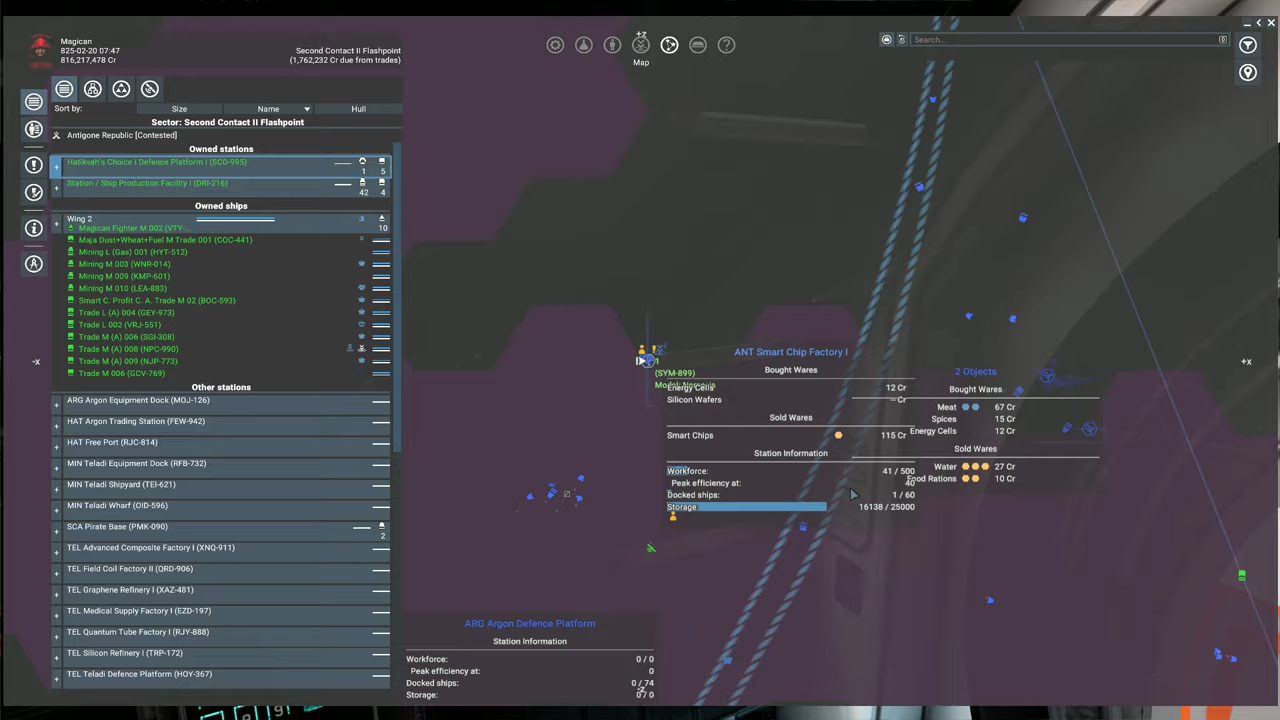 Magican
825-02-20 07:47
816,217,478 Cr
Second Contact II Flashpoint
(1,762,232 Cr due from trades)
+Z
Map
Search...
Sort by:
Size
Name
Hull
Sector: Second Contact II Flashpoint
Antigone Republic [Contested]
Owned stations
Hatikvah's Choice I Defence Platform I (SCO-995)
1 5
Station / Ship Production Facility I (DRI-216)
42 4
Owned ships
Wing 2
Magican Fighter M 002 (VTY-...
10
Maja Dust+Wheat+Fuel M Trade 001 (COC-441)
Mining L (Gas) 001 (HYT-512)
Mining M 003 (WNR-014)
Mining M 009 (KMP-601)
Mining M 010 (LEA-883)
Smart C. Profit C. A. Trade M 02 (BOC-593)
Trade L (A) 004 (GEY-973)
Trade L 002 (VRJ-551)
Trade M (A) 006 (SGI-308)
Trade M (A) 008 (NPC-990)
Trade M (A) 009 (NJP-773)
Trade M 006 (GCV-769)
Other stations
ARG Argon Equipment Dock (MOJ-126)
HAT Argon Trading Station (FEW-942)
HAT Free Port (RJC-814)
MIN Teladi Equipment Dock (RFB-732)
MIN Teladi Shipyard (TEI-621)
MIN Teladi Wharf (OID-596)
SCA Pirate Base (PMK-090)
2
TEL Advanced Composite Factory I (XNQ-911)
TEL Field Coil Factory II (QRD-906)
TEL Graphene Refinery I (XAZ-481)
TEL Medical Supply Factory I (EZD-197)
TEL Quantum Tube Factory I (RJY-888)
TEL Silicon Refinery I (TRP-172)
TEL Teladi Defence Platform (HOY-367)
-X
+X
1
(SYM-899)
ANT Smart Chip Factory I
Bought Wares
Energy Cells 12 Cr
Silicon Wafers – Cr
Sold Wares
Smart Chips 115 Cr
Station Information
Workforce: 41 / 500
Peak efficiency at: 40
Docked ships: 1 / 60
Storage: 16138 / 25000
2 Objects
Bought Wares
Meat 67 Cr
Spices 15 Cr
Energy Cells 12 Cr
Sold Wares
Water 27 Cr
Food Rations 10 Cr
ARG Argon Defence Platform
Station Information
Workforce: 0 / 0
Peak efficiency at: 0
Docked ships: 0 / 74
Storage: 0 / 0
-Z